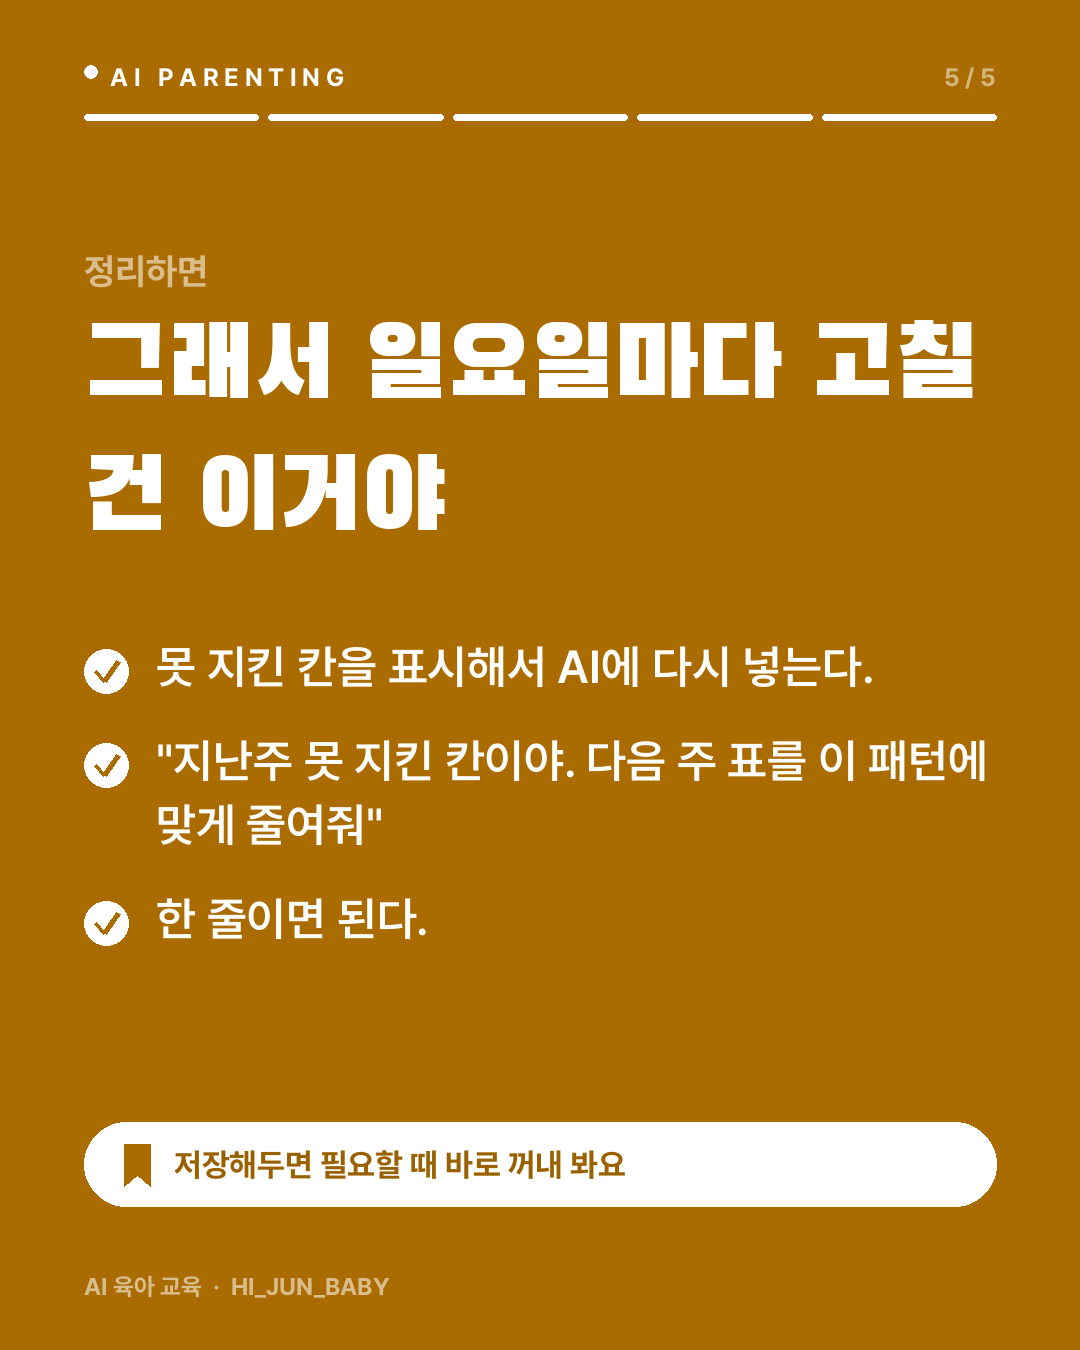 AI PARENTING
5 / 5
정리하면
그래서 일요일마다 고칠
건 이거야
못 지킨 칸을 표시해서 AI에 다시 넣는다.
"지난주 못 지킨 칸이야. 다음 주 표를 이 패턴에
맞게 줄여줘"
한 줄이면 된다.
저장해두면 필요할 때 바로 꺼내 봐요
AI 육아 교육 · HI_JUN_BABY